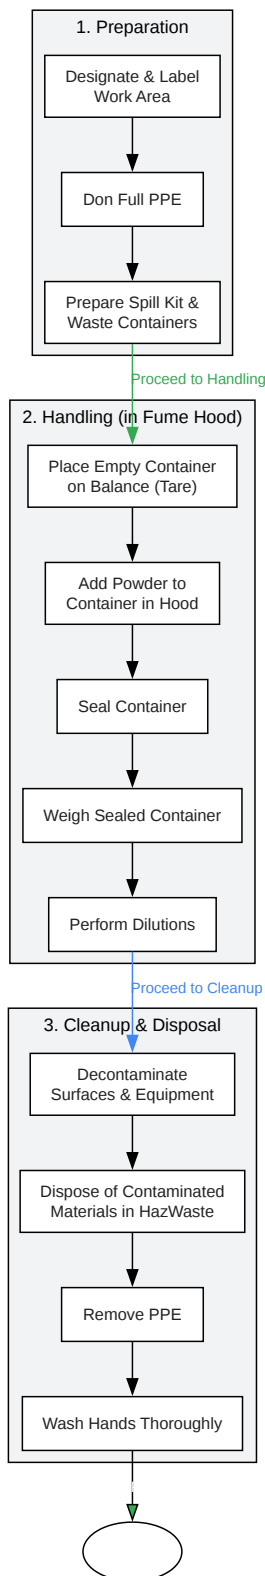 1. Preparation
Designate & Label
Work Area
Don Full PPE
Prepare Spill Kit &
Waste Containers
Proceed to Handling
2. Handling (in Fume Hood)
Place Empty Container
on Balance (Tare)
Add Powder to
Container in Hood
Seal Container
Weigh Sealed Container
Perform Dilutions
Proceed to Cleanup
3. Cleanup & Disposal
Decontaminate
Surfaces & Equipment
Dispose of Contaminated
Materials in HazWaste
Remove PPE
Wash Hands Thoroughly